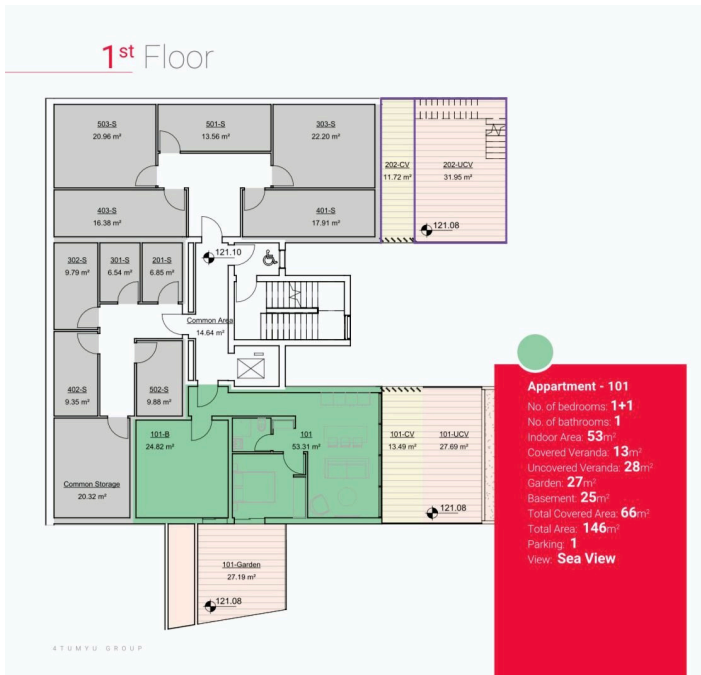 1st Floor
503-S
20.96 m²
501-S
13.56 m²
303-S
22.20 m²
202-CV
11.72 m²
202-UCV
31.95 m²
403-S
16.38 m²
401-S
17.91 m²
121.08
121.10
302-S
9.79 m²
301-S
6.54 m²
201-S
6.85 m²
Common Area
14.64 m²
402-S
9.35 m²
502-S
9.88 m²
101-B
24.82 m²
101
53.31 m²
101-CV
13.49 m²
101-UCV
27.69 m²
Common Storage
20.32 m²
121.08
101-Garden
27.19 m²
121.08
Appartment - 101
No. of bedrooms: 1+1
No. of bathrooms: 1
Indoor Area: 53m²
Covered Veranda: 13m²
Uncovered Veranda: 28m²
Garden: 27m²
Basement: 25m²
Total Covered Area: 66m²
Total Area: 146m²
Parking: 1
View: Sea View
4TUMYU GROUP